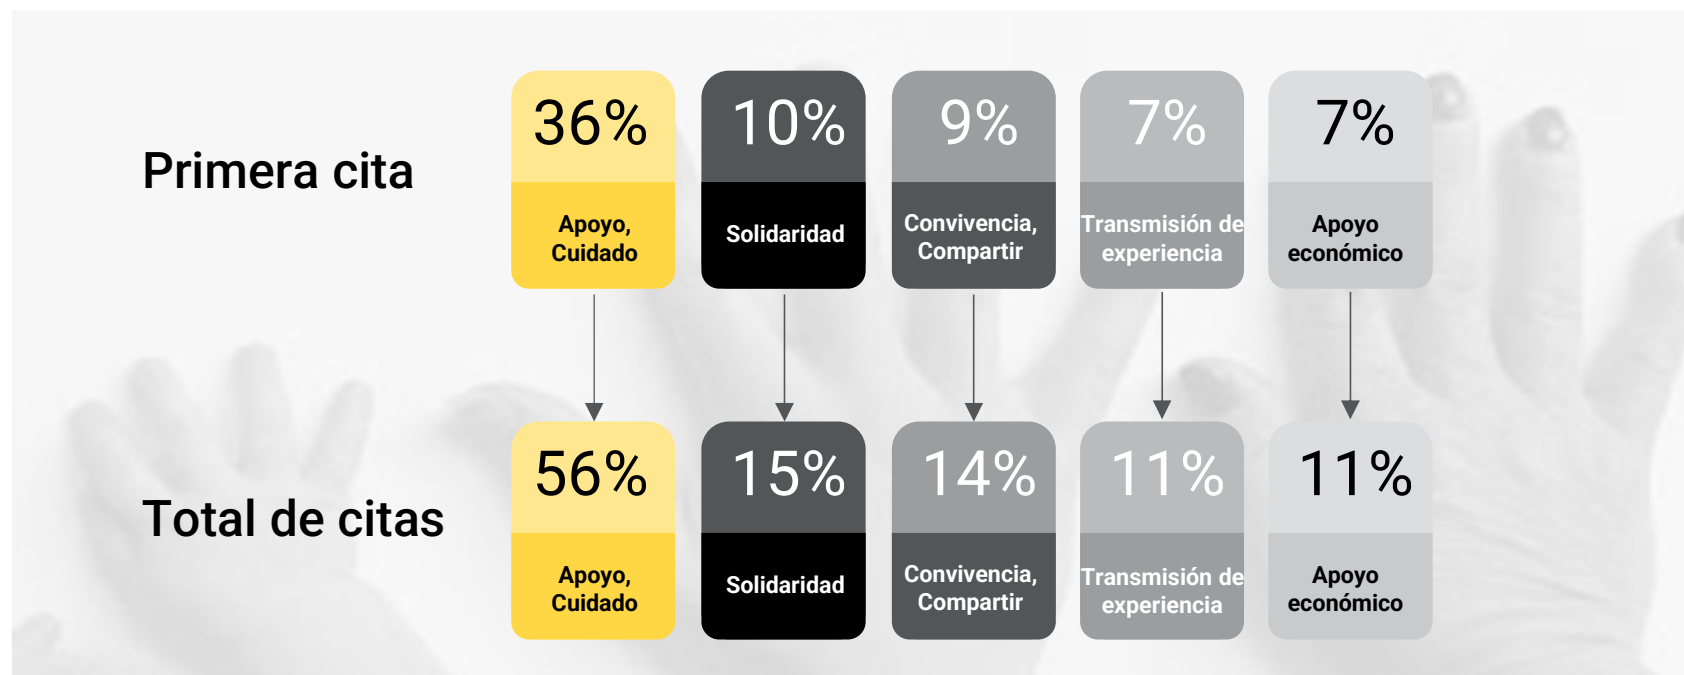 Primera cita
36%
Apoyo,
Cuidado
10%
Solidaridad
9%
Convivencia,
Compartir
7%
Transmisión de
experiencia
7%
Apoyo
económico
Total de citas
56%
Apoyo,
Cuidado
15%
Solidaridad
14%
Convivencia,
Compartir
11%
Transmisión de
experiencia
11%
Apoyo
económico